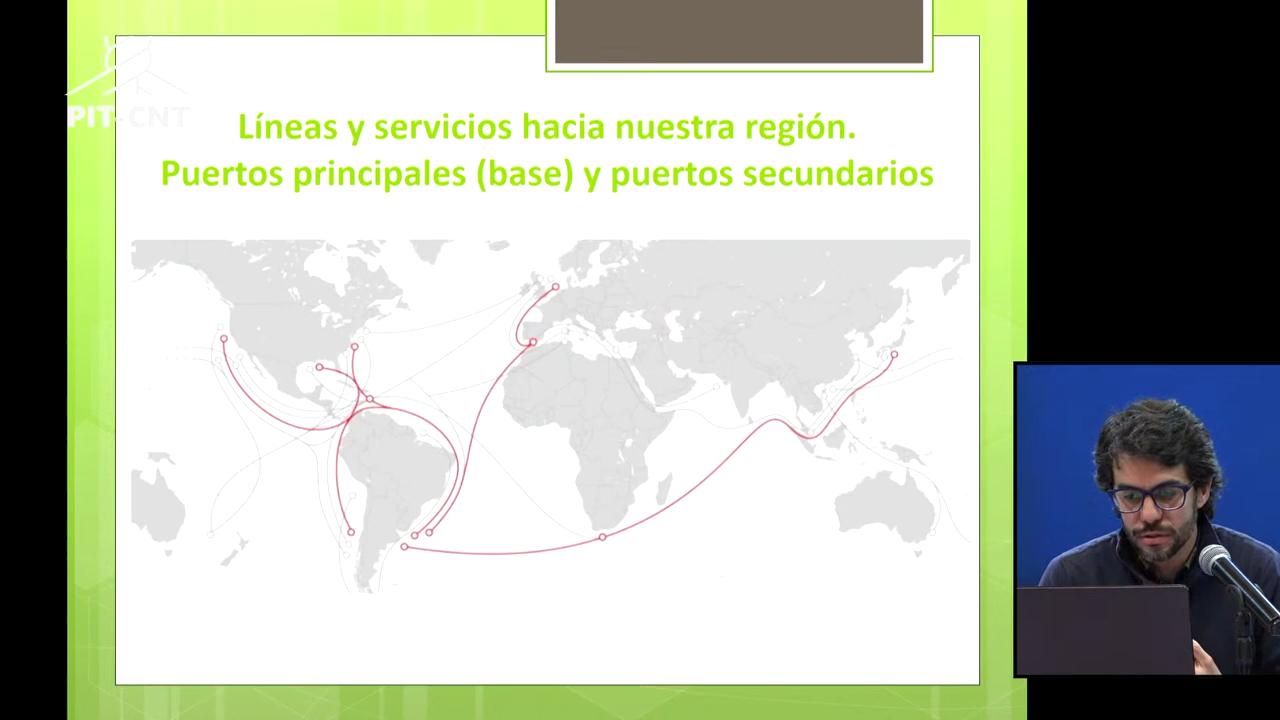 PIT-CNT
Líneas y servicios hacia nuestra región.
Puertos principales (base) y puertos secundarios